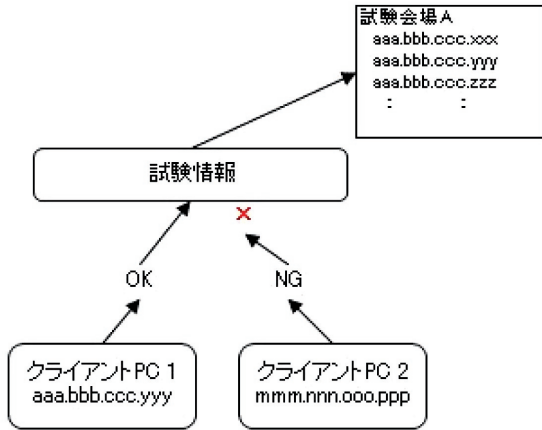 試験会場A
aaa.bbb.ccc.xxx
aaa.bbb.ccc.yyy
aaa.bbb.ccc.zzz
: :
試験情報
×
OK NG
クライアントPC 1
aaa.bbb.ccc.yyy
クライアントPC 2
mmm.nnn.ooo.ppp